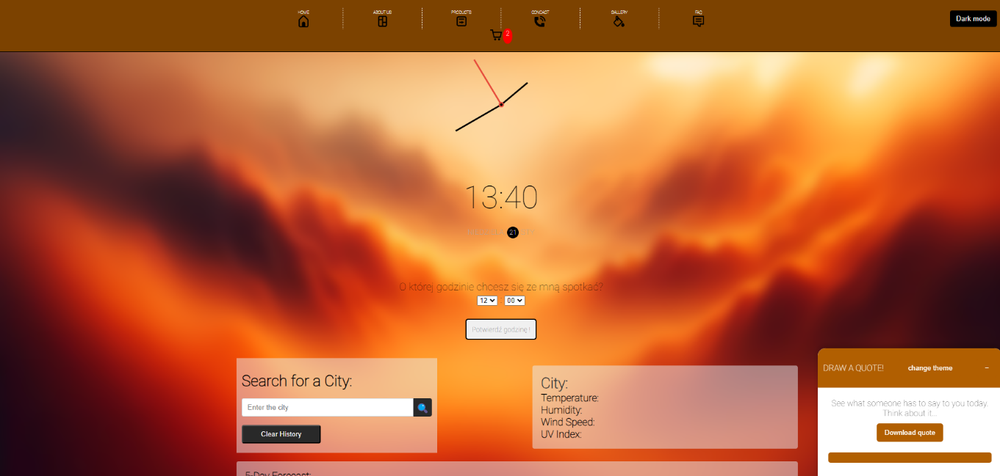 HOME
ABOUT US
PRODUCTS
CONCACT
GALLERY
FAQ
Dark mode
2
13:40
21
O której godzinie chcesz się ze mną spotkać?
12 : 00
Potwierdź godzinę !
Search for a City:
Enter the city
Clear History
City:
Temperature:
Humidity:
Wind Speed:
UV Index:
5-Day Forecast:
DRAW A QUOTE!
change theme
–
See what someone has to say to you today.
Think about it...
Download quote